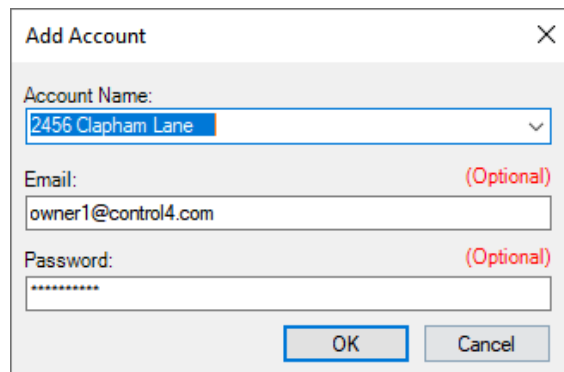 Add Account
Account Name:
2456 Clapham Lane
Email: (Optional)
owner1@control4.com
Password: (Optional)
**********
OK Cancel